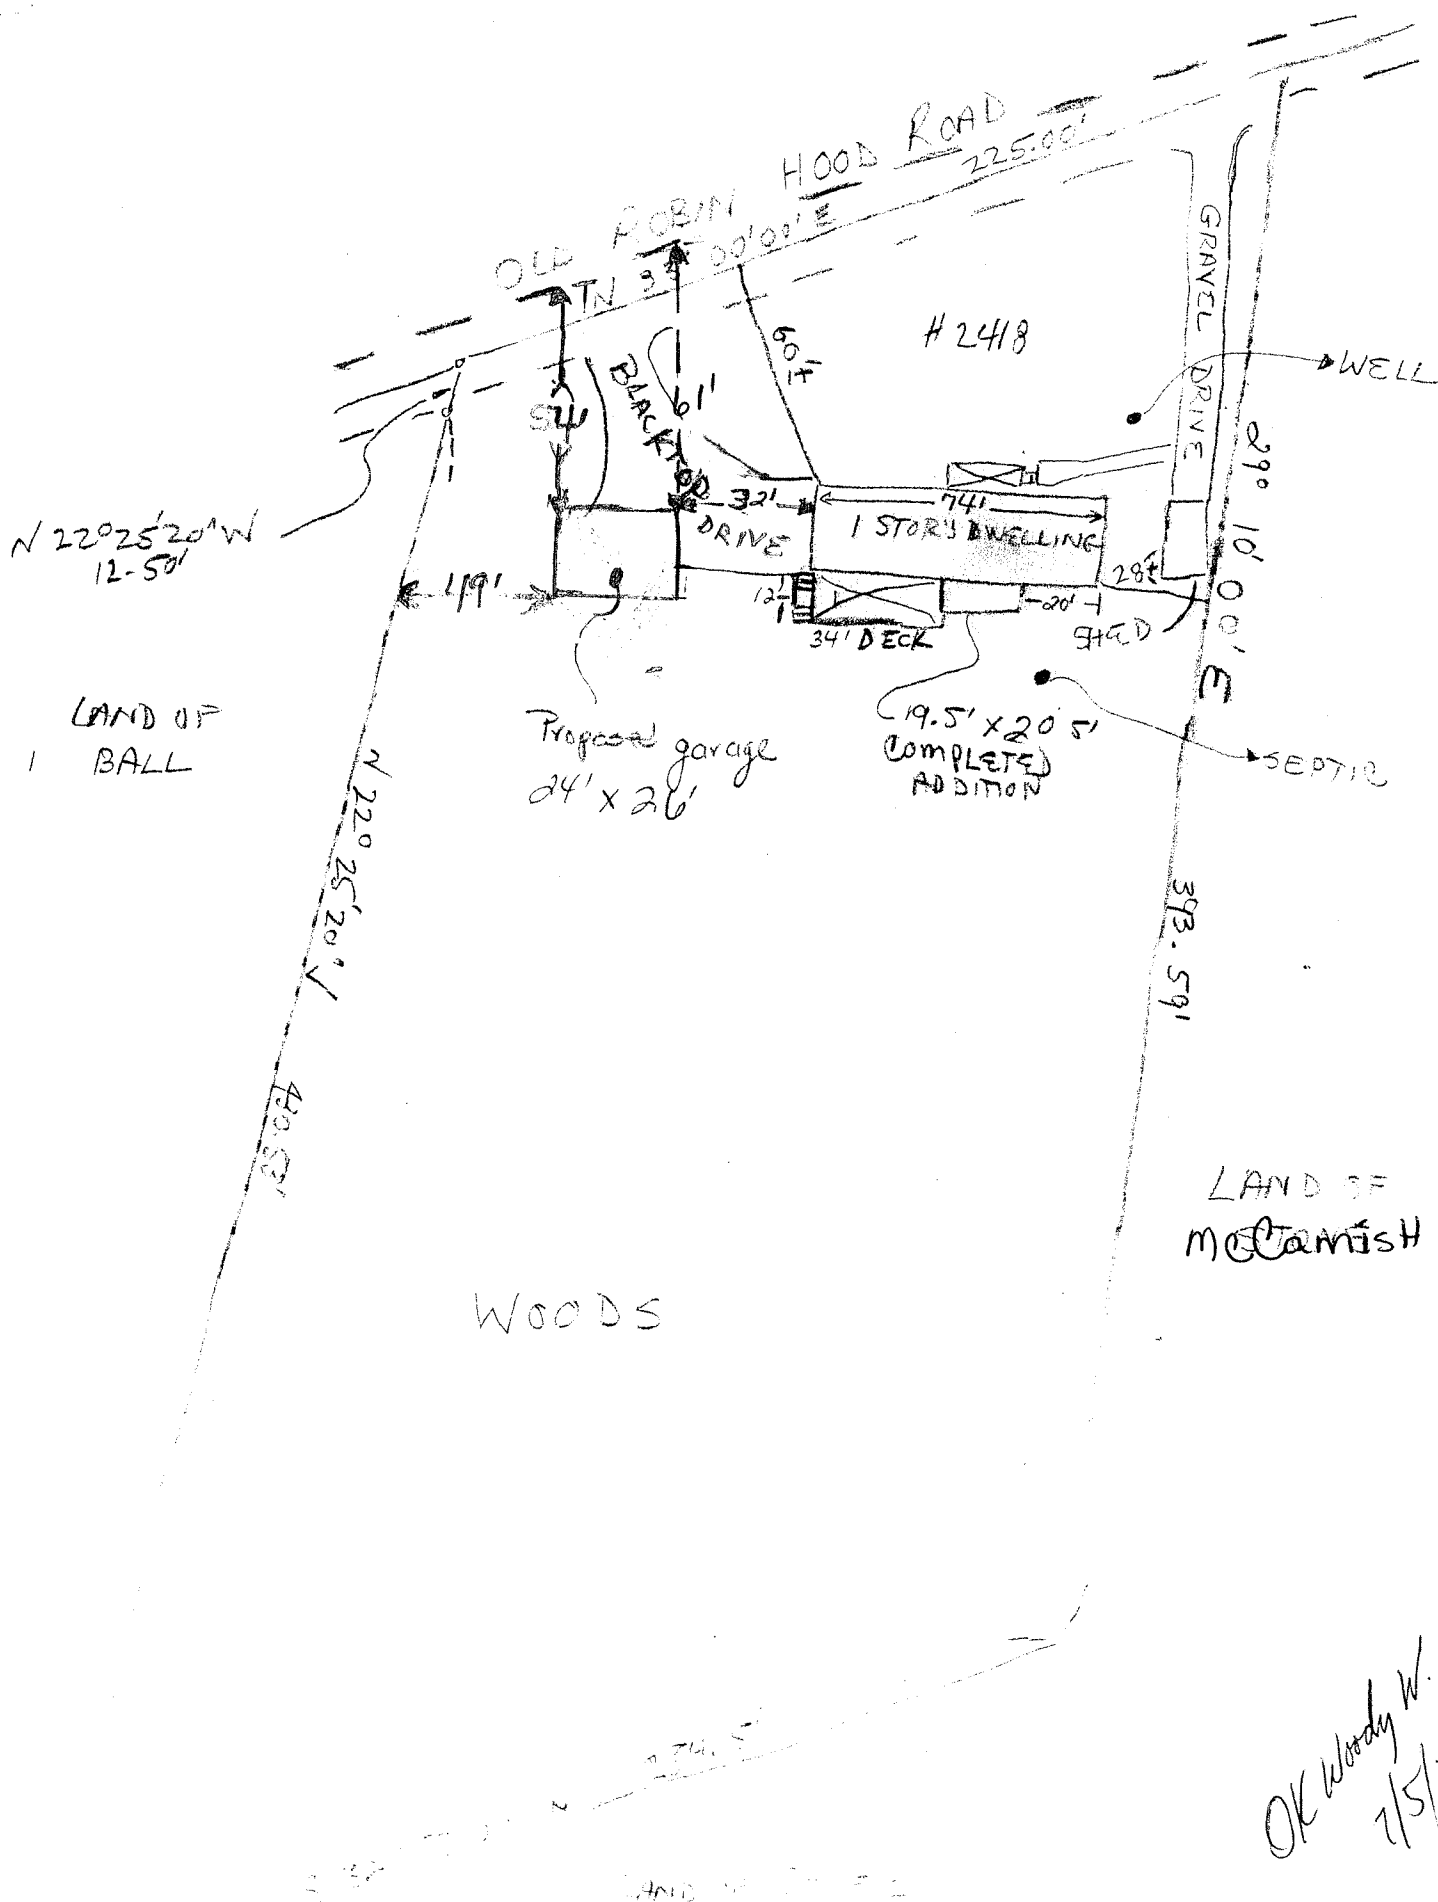 OLD ROBIN HOOD ROAD
225.00'
00'00" E
# 2418
GRAVEL DRIVE
WELL
60'±
54'
61'
BLACKTOP
DRIVE
32'
74'
1 STORY DWELLING
28'±
29° 10' 00" E
N 22°25'20" W
12.50'
49'
12'
34' DECK
20'
SHED
LAND OF
BALL
Proposed garage
24' x 26'
19.5' x 20.5'
COMPLETED
ADDITION
SEPTIC
N 22° 25' 20"
393.59'
LAND OF
McCamisH
WOODS
OK Woody W.